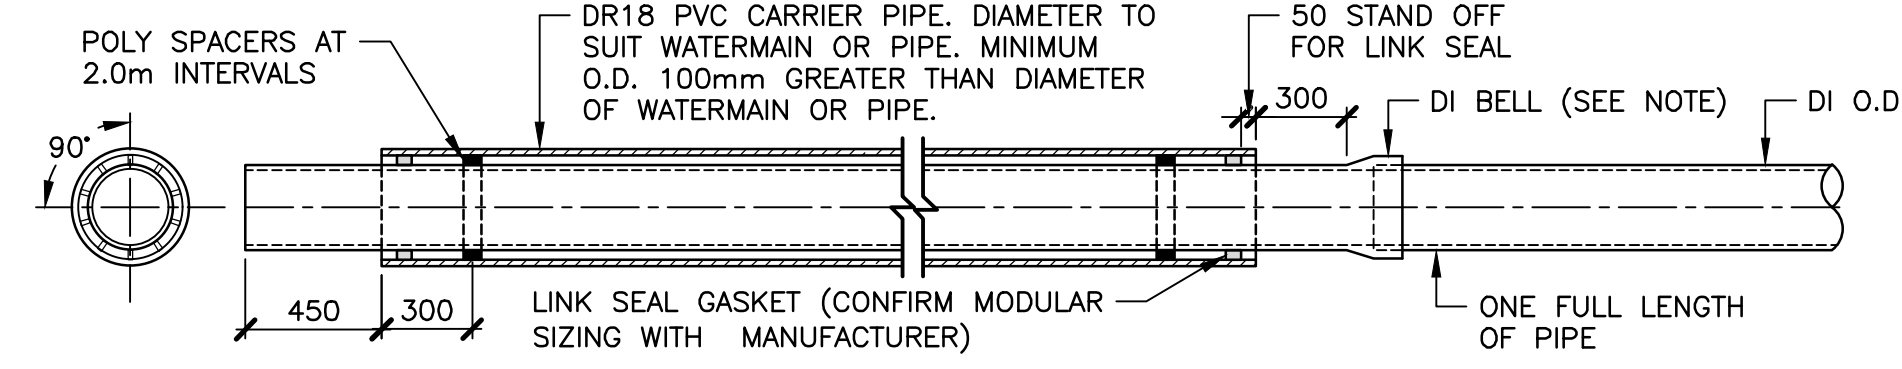 POLY SPACERS AT
2.0m INTERVALS
DR18 PVC CARRIER PIPE. DIAMETER TO
SUIT WATERMAIN OR PIPE. MINIMUM
O.D. 100mm GREATER THAN DIAMETER
OF WATERMAIN OR PIPE.
50 STAND OFF
FOR LINK SEAL
300
DI BELL (SEE NOTE)
DI O.D
90°
450
300
LINK SEAL GASKET (CONFIRM MODULAR
SIZING WITH MANUFACTURER)
ONE FULL LENGTH
OF PIPE